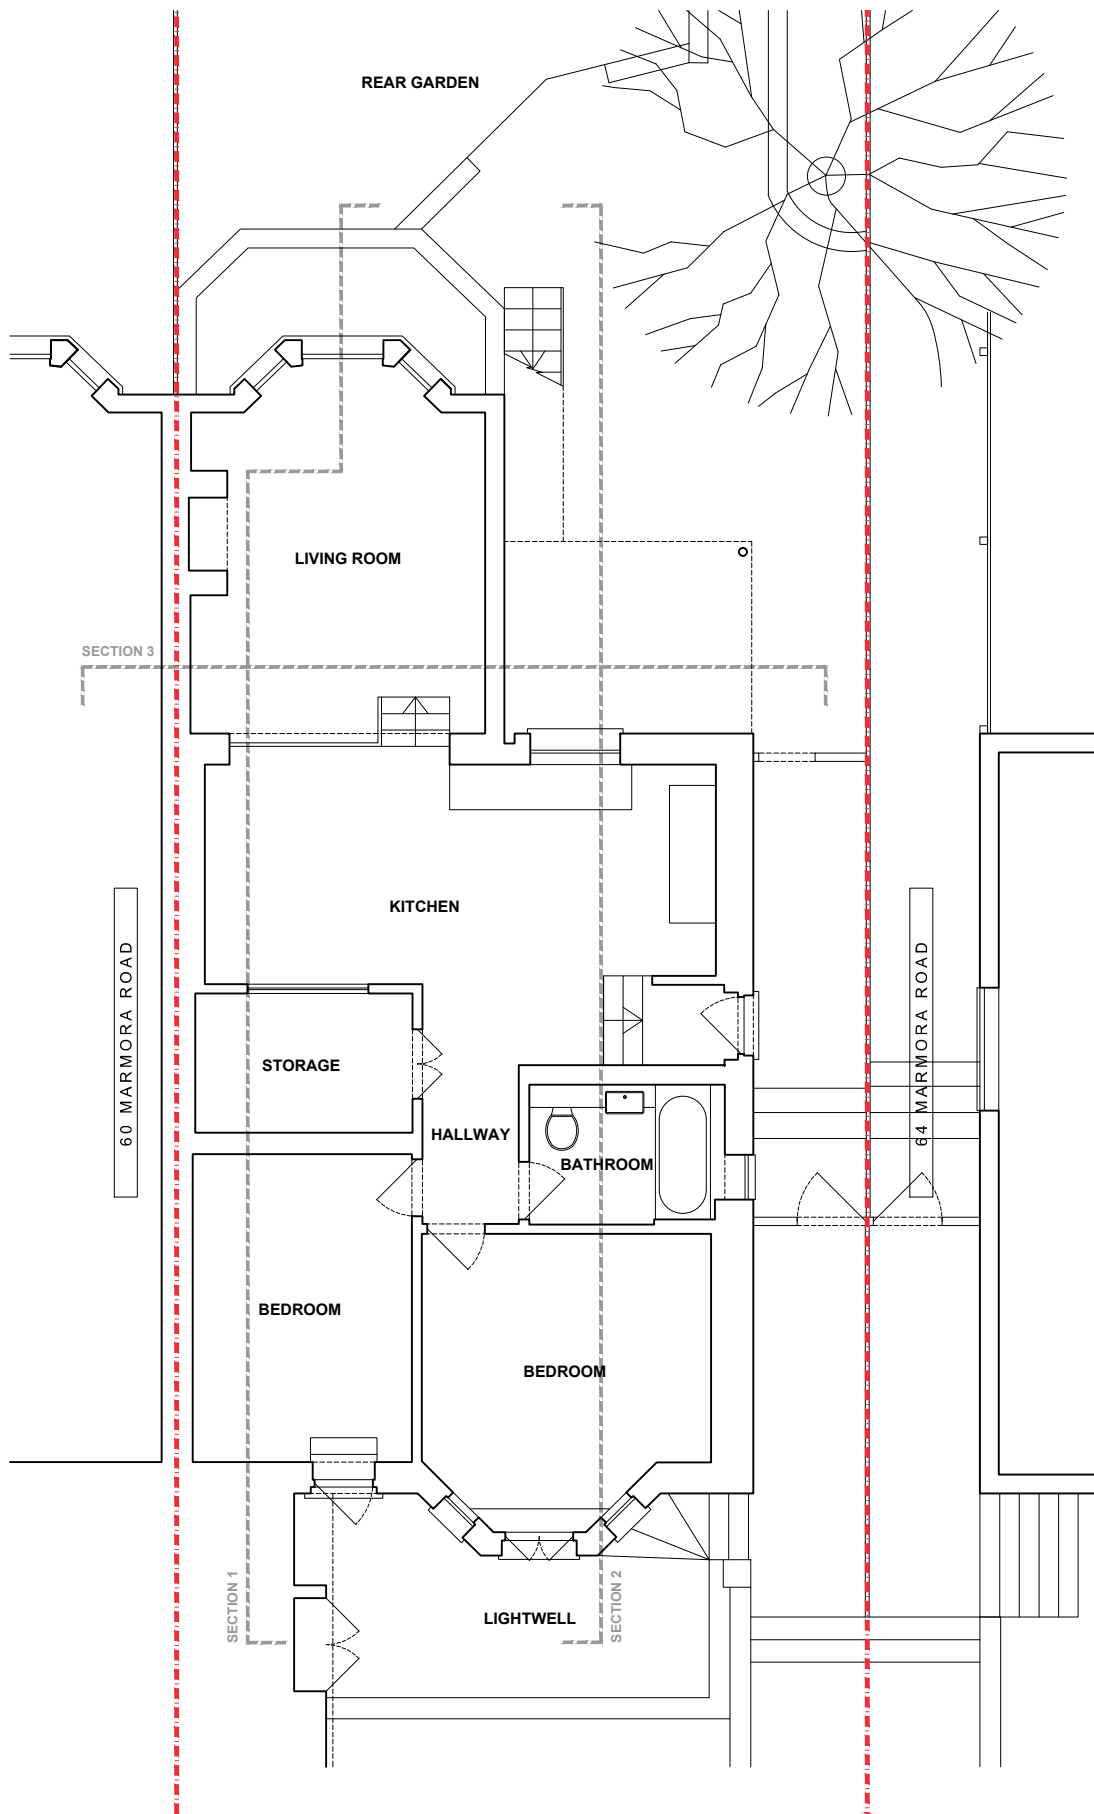 REAR GARDEN
LIVING ROOM
SECTION 3
KITCHEN
60 MARMORA ROAD
64 MARMORA ROAD
STORAGE
HALLWAY
BATHROOM
BEDROOM
BEDROOM
SECTION 1
LIGHTWELL
SECTION 2